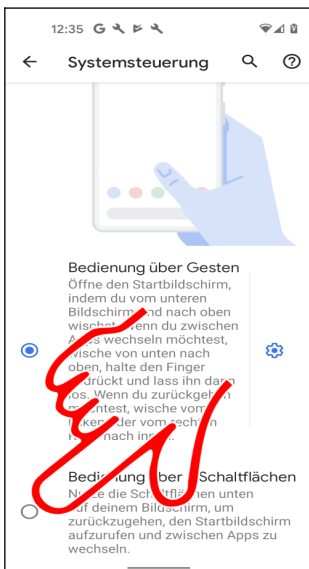 12:35 G
Systemsteuerung
Bedienung über Gesten
Öffne den Startbildschirm,
indem du vom unteren
Bildschirmrand nach oben
wischst. Wenn du zwischen
Apps wechseln möchtest,
wische von unten nach
oben, halte den Finger
gedrückt und lass ihn dann
los. Wenn du zurückgehen
möchtest, wische vom
linken oder vom rechten
nach
Bedienung über Schaltflächen
Nutze die Schaltflächen unten
auf deinem Bildschirm, um
zurückzugehen, den Startbildschirm
aufzurufen und zwischen Apps zu
wechseln.